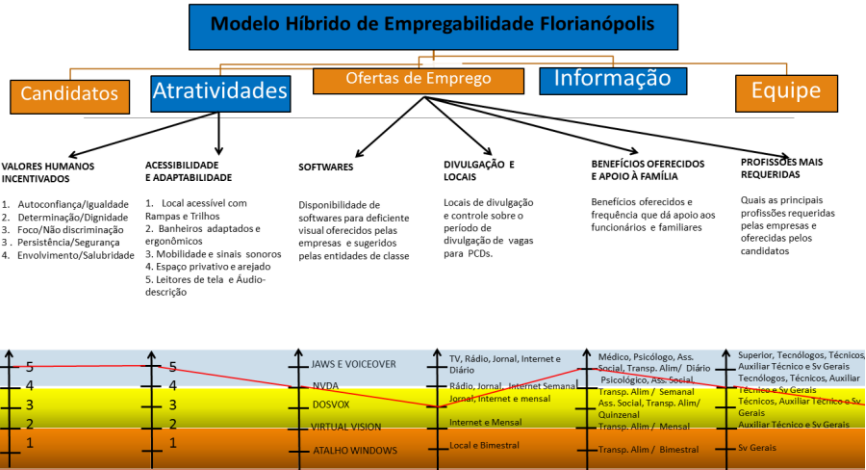 Modelo Híbrido de Empregabilidade Florianópolis
Candidatos
Atratividades
Ofertas de Emprego
Informação
Equipe
VALORES HUMANOS
INCENTIVADOS
1. Autoconfiança/Igualdade
2. Determinação/Dignidade
3. Foco/Não discriminação
3 . Persistência/Segurança
4. Envolvimento/Salubridade
ACESSIBILIDADE
E ADAPTABILIDADE
1. Local acessível com
Rampas e Trilhos
2. Banheiros adaptados e
ergonômicos
3. Mobilidade e sinais sonoros
4. Espaço privativo e arejado
5. Leitores de tela e Áudio-
descrição
SOFTWARES
Disponibilidade de
softwares para deficiente
visual oferecidos pelas
empresas e sugeridos
pelas entidades de classe
DIVULGAÇÃO E
LOCAIS
Locais de divulgação
e controle sobre o
período de
divulgação de vagas
para PCDs.
BENEFÍCIOS OFERECIDOS
E APOIO À FAMÍLIA
Benefícios oferecidos e
frequência que dá apoio aos
funcionários e familiares
PROFISSÕES MAIS
REQUERIDAS
Quais as principais
profissões requeridas
pelas empresas e
oferecidas pelos
candidatos
5
4
3
2
1
5
4
3
2
1
JAWS E VOICEOVER
NVDA
DOSVOX
VIRTUAL VISION
ATALHO WINDOWS
TV, Rádio, Jornal, Internet e
Diário
Rádio, Jornal, Internet Semanal
Jornal, Internet e mensal
Internet e Mensal
Local e Bimestral
Médico, Psicólogo, Ass.
Social, Transp. Alim/ Diário
Psicológico, Ass. Social,
Transp. Alim/ Semanal
Ass. Social, Transp. Alim/
Quinzenal
Transp. Alim/ Mensal
Transp. Alim / Bimestral
Superior, Tecnólogos, Técnicos,
Auxiliar Técnico e Sv Gerais
Tecnólogos, Técnicos, Auxiliar
Técnico e Sv Gerais
Técnicos, Auxiliar Técnico e Sv
Gerais
Auxiliar Técnico e Sv Gerais
Sv Gerais